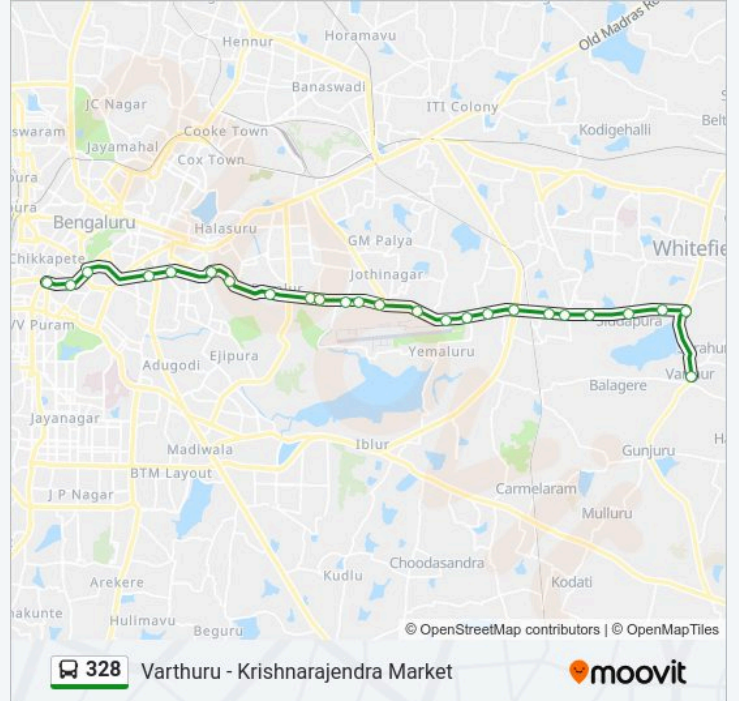 Horamavu
Hennur
Old Madras
Banaswadi
JC Nagar
ITI Colony
swaram
Cooke Town
Kodigehalli
Jayamahal
Cox Town
Bengaluru
Halasuru
GM Palya
Whitefie
Chikkapete
Jothinagar
VV Puram
Siddapura
Yemaluru
Ejipura
Adugodi
Balagere
Jayanagar
Madiwala
Iblur
Gunjuru
BTM Layout
J P Nagar
Carmelaram
Mulluru
Choodasandra
Kudlu
Kodati
Arekere
Hulimavu
Beguru
© OpenStreetMap contributors | © OpenMapTiles
328 Varthuru - Krishnarajendra Market
moovit